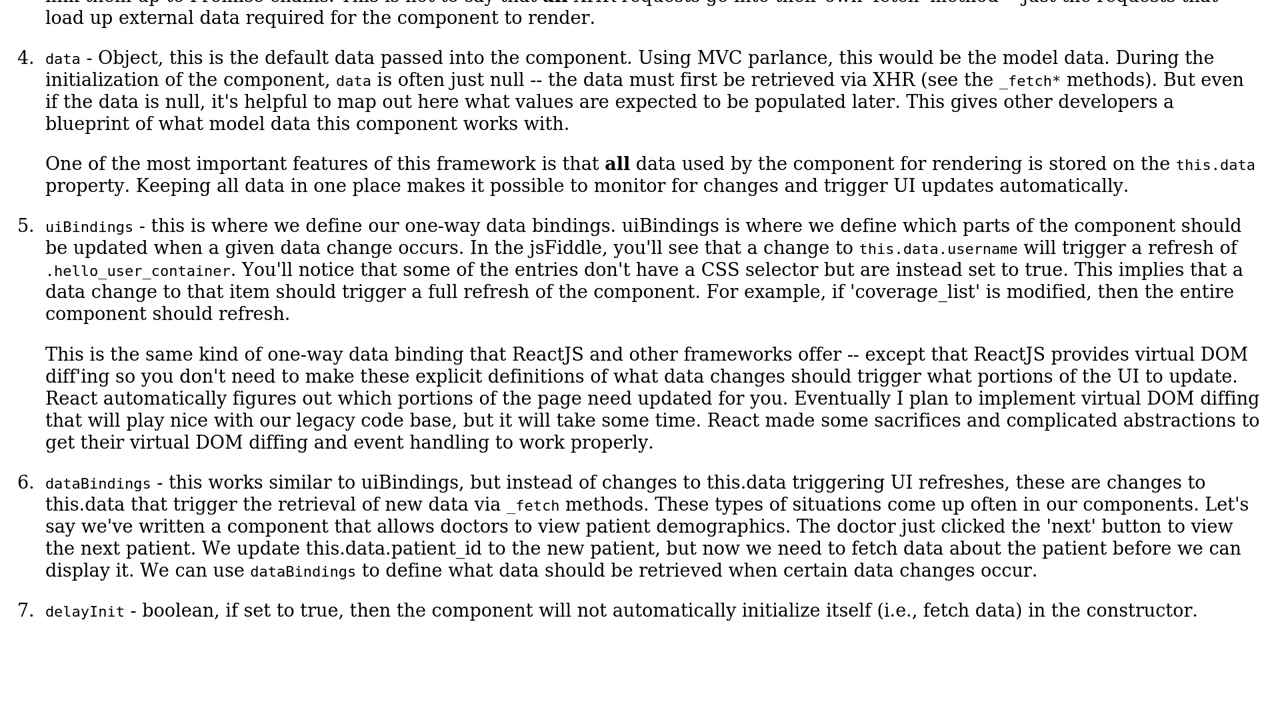 load up external data required for the component to render.
4. data - Object, this is the default data passed into the component. Using MVC parlance, this would be the model data. During the
initialization of the component, data is often just null -- the data must first be retrieved via XHR (see the _fetch* methods). But even
if the data is null, it's helpful to map out here what values are expected to be populated later. This gives other developers a
blueprint of what model data this component works with.
One of the most important features of this framework is that all data used by the component for rendering is stored on the this.data
property. Keeping all data in one place makes it possible to monitor for changes and trigger UI updates automatically.
5. uiBindings - this is where we define our one-way data bindings. uiBindings is where we define which parts of the component should
be updated when a given data change occurs. In the jsFiddle, you'll see that a change to this.data.username will trigger a refresh of
.hello_user_container. You'll notice that some of the entries don't have a CSS selector but are instead set to true. This implies that a
data change to that item should trigger a full refresh of the component. For example, if 'coverage_list' is modified, then the entire
component should refresh.
This is the same kind of one-way data binding that ReactJS and other frameworks offer -- except that ReactJS provides virtual DOM
diff'ing so you don't need to make these explicit definitions of what data changes should trigger what portions of the UI to update.
React automatically figures out which portions of the page need updated for you. Eventually I plan to implement virtual DOM diffing
that will play nice with our legacy code base, but it will take some time. React made some sacrifices and complicated abstractions to
get their virtual DOM diffing and event handling to work properly.
6. dataBindings - this works similar to uiBindings, but instead of changes to this.data triggering UI refreshes, these are changes to
this.data that trigger the retrieval of new data via _fetch methods. These types of situations come up often in our components. Let's
say we've written a component that allows doctors to view patient demographics. The doctor just clicked the 'next' button to view
the next patient. We update this.data.patient_id to the new patient, but now we need to fetch data about the patient before we can
display it. We can use dataBindings to define what data should be retrieved when certain data changes occur.
7. delayInit - boolean, if set to true, then the component will not automatically initialize itself (i.e., fetch data) in the constructor.